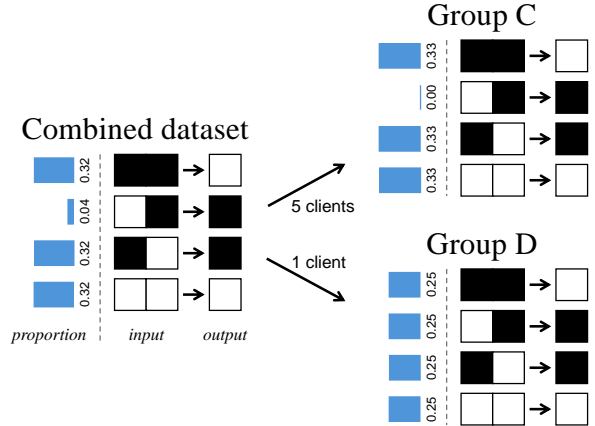 Combined dataset
0.32
0.04
0.32
0.32
proportion
input
output
5 clients
1 client
Group C
0.33
0.00
0.33
0.33
Group D
0.25
0.25
0.25
0.25